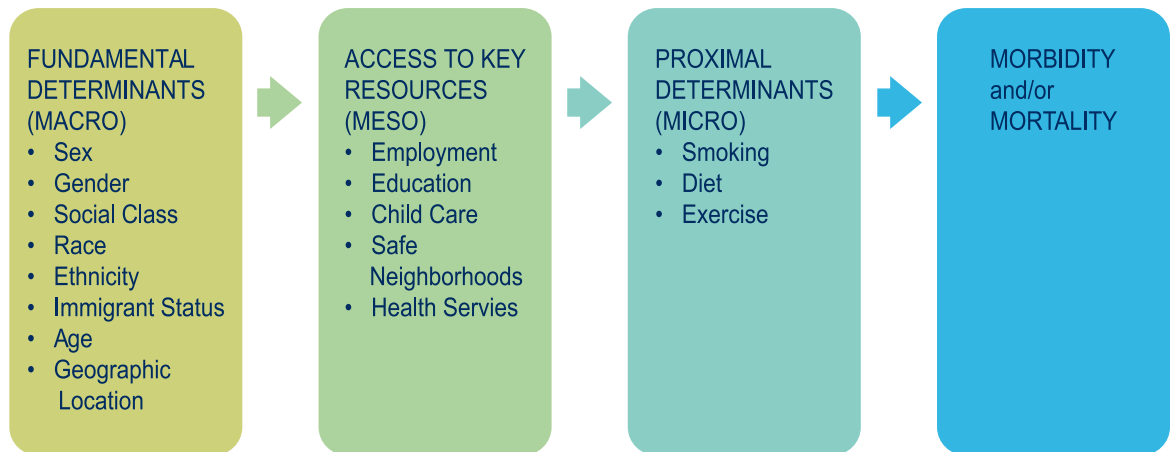 FUNDAMENTAL
DETERMINANTS
(MACRO)
• Sex
• Gender
• Social Class
• Race
• Ethnicity
• Immigrant Status
• Age
• Geographic
Location
ACCESS TO KEY
RESOURCES
(MESO)
• Employment
• Education
• Child Care
• Safe
Neighborhoods
• Health Servies
PROXIMAL
DETERMINANTS
(MICRO)
• Smoking
• Diet
• Exercise
MORBIDITY
and/or
MORTALITY